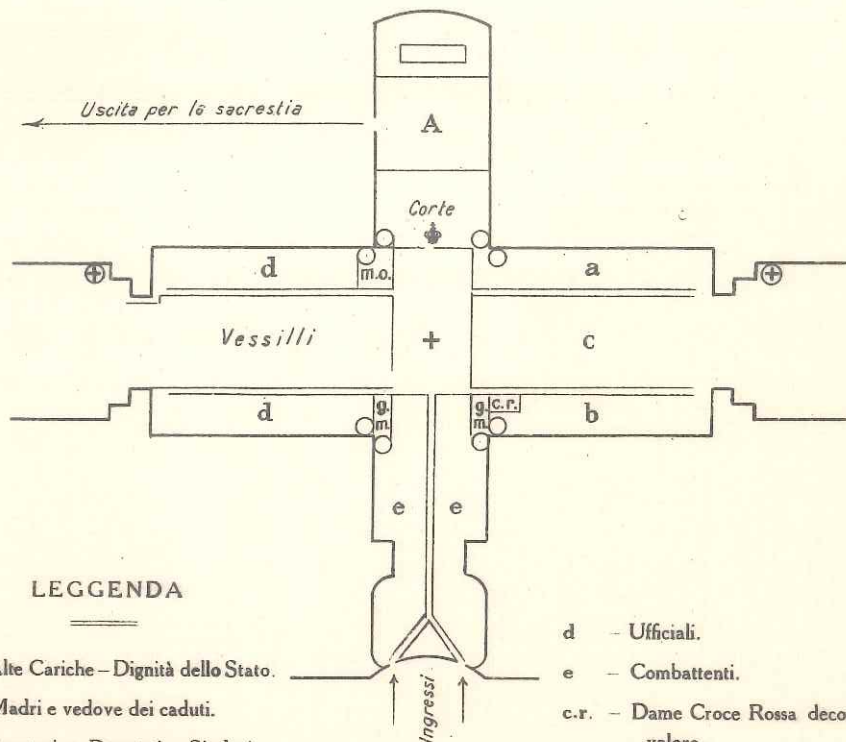 Uscita per la sacrestia
A
Corte
d
m.o.
a
Vessilli
+
c
d
g.
m.
g.
m.
c.r.
b
e
e
Ingressi
LEGGENDA
Alte Cariche – Dignità dello Stato.
Madri e vedove dei caduti.
d – Ufficiali.
e – Combattenti.
c.r. – Dame Croce Rossa deco
valore